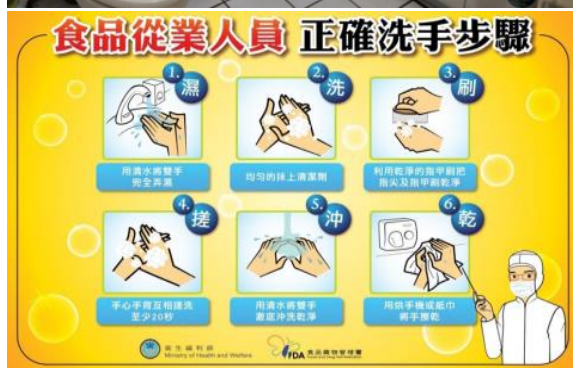 食品從業人員 正確洗手步驟
1. 濕
用清水將雙手
完全弄濕
2. 洗
均勻的抹上清潔劑
3. 刷
利用乾淨的指甲刷把
指尖及指甲刷乾淨
4. 搓
手心手背互相搓洗
至少20秒
5. 沖
用清水將雙手
徹底沖洗乾淨
6. 乾
用烘手機或紙巾
將手擦乾
衛生福利部
Ministry of Health and Welfare
FDA 食品藥物管理署